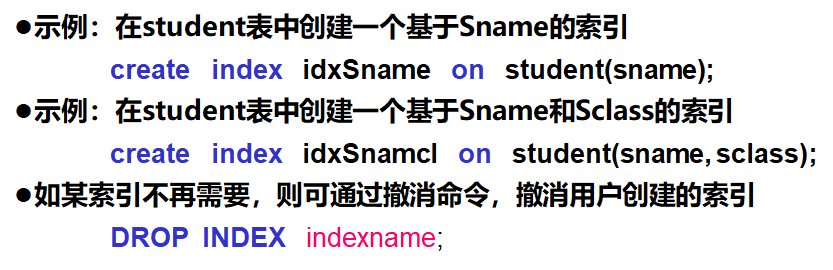 ●示例：在student表中创建一个基于Sname的索引
create index idxSname on student(sname);
●示例：在student表中创建一个基于Sname和Sclass的索引
create index idxSnamcl on student(sname, sclass);
●如某索引不再需要，则可通过撤消命令，撤消用户创建的索引
DROP INDEX indexname;